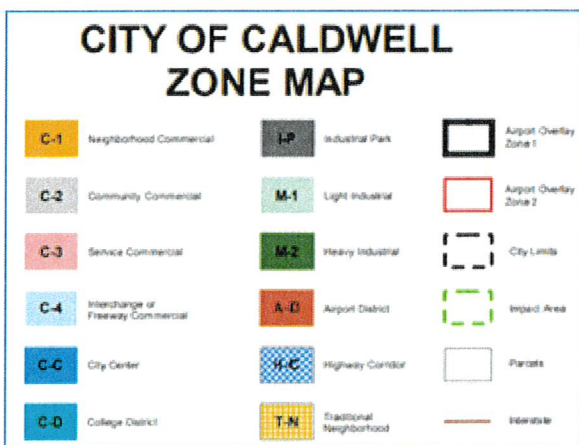 CITY OF CALDWELL
ZONE MAP
C-1 Neighborhood Commercial
C-2 Community Commercial
C-3 Service Commercial
C-4 Interchange or
Freeway Commercial
C-C City Center
C-D College District
I-P Industrial Park
M-1 Light Industrial
M-2 Heavy Industrial
A-D Airport District
H-C Highway Corridor
T-N Traditional
Neighborhood
Airport Overlay
Zone 1
Airport Overlay
Zone 2
City Limits
Impact Area
Parcels
Interstate